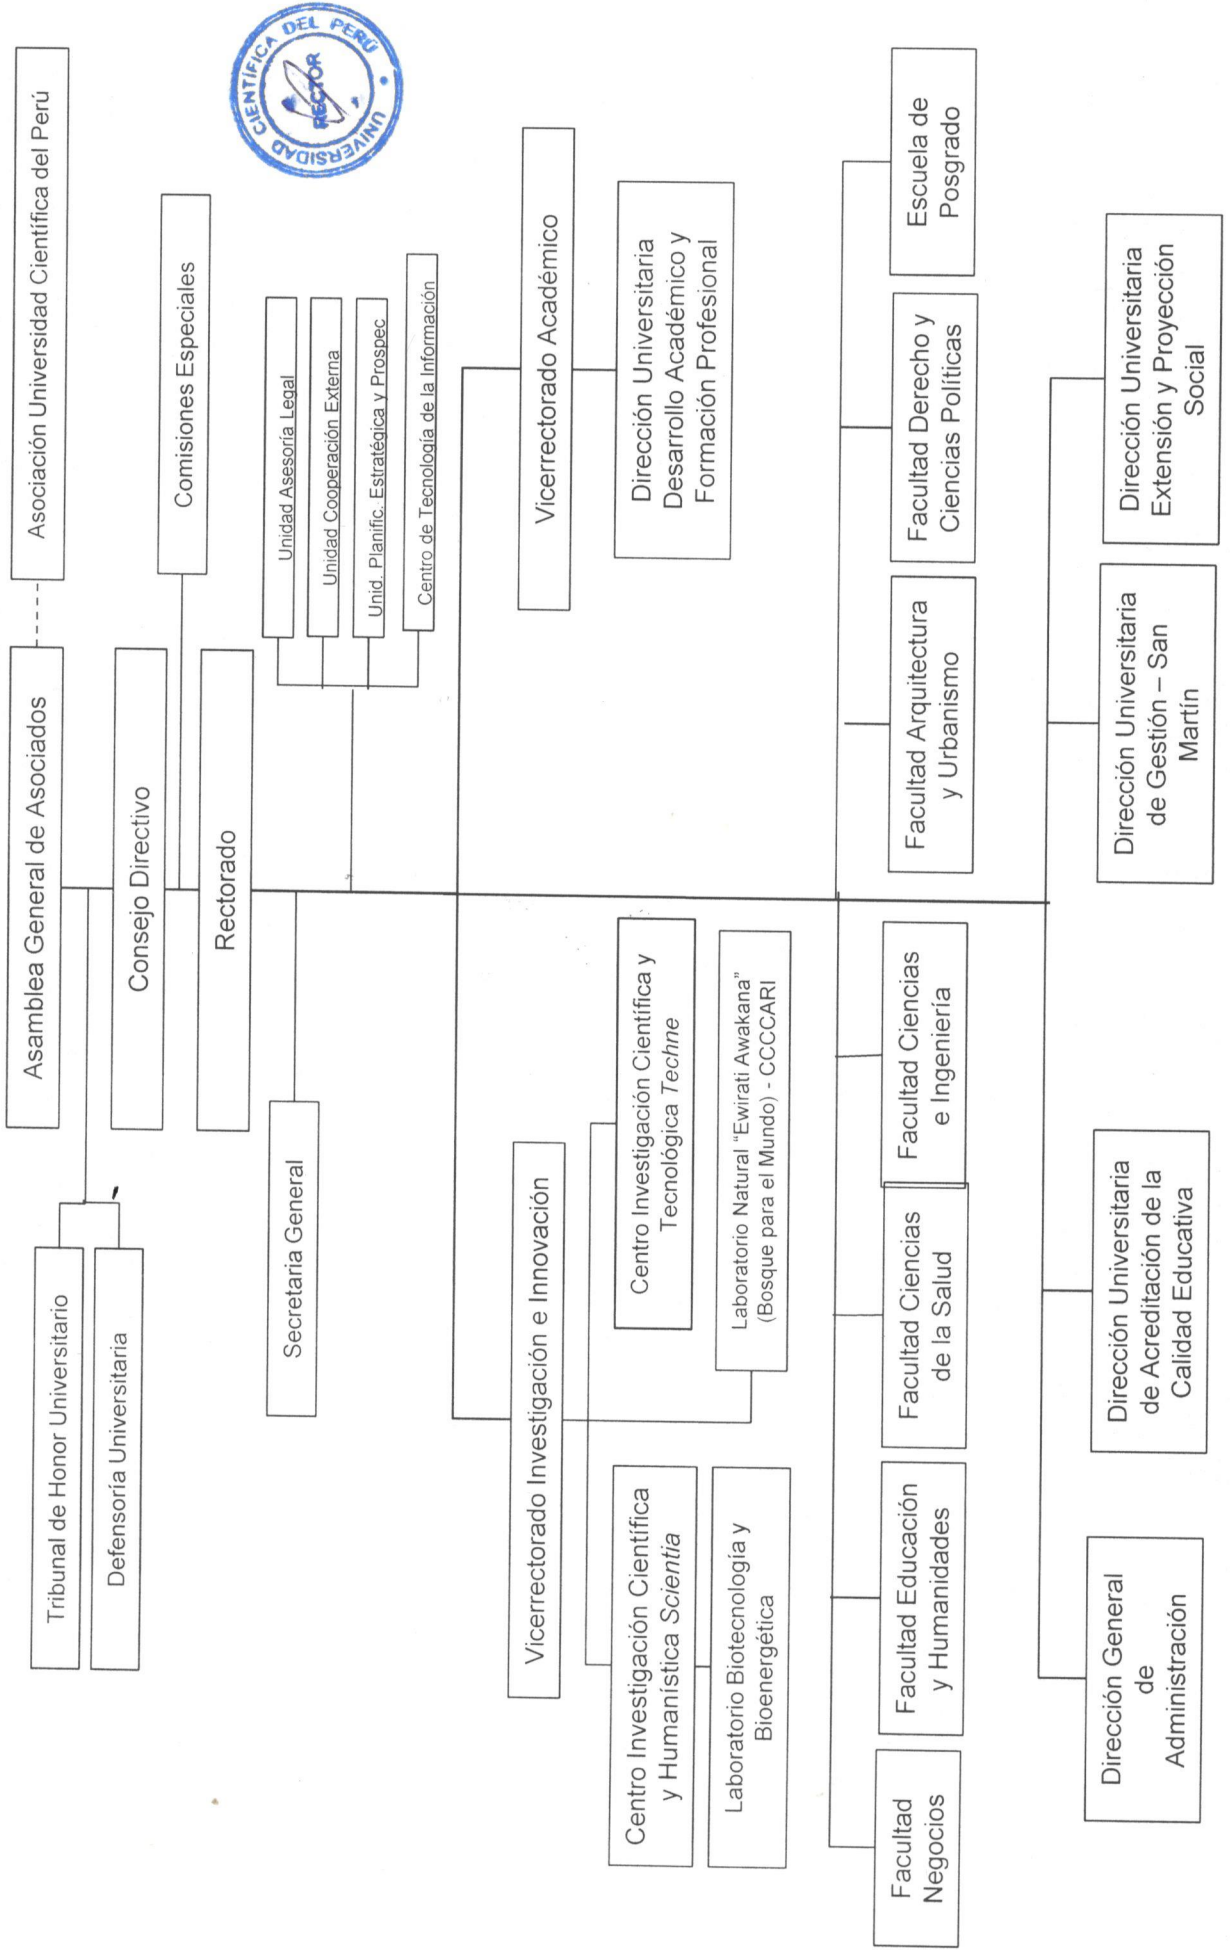 Asamblea General de Asociados
Asociación Universidad Científica del Perú
Tribunal de Honor Universitario
Defensoría Universitaria
Consejo Directivo
Comisiones Especiales
Rectorado
UNIVERSIDAD CIENTÍFICA DEL PERÚ
RECTOR
Secretaria General
Unidad Asesoría Legal
Unidad Cooperación Externa
Unid. Planific. Estratégica y Prospec
Centro de Tecnología de la Información
Vicerrectorado Investigación e Innovación
Vicerrectorado Académico
Centro Investigación Científica
y Humanística Scientia
Centro Investigación Científica y
Tecnológica Techne
Dirección Universitaria
Desarrollo Académico y
Formación Profesional
Laboratorio Biotecnología y
Bioenergética
Laboratorio Natural “Ewirati Awakana”
(Bosque para el Mundo) - CCCCARI
Facultad
Negocios
Facultad Educación
y Humanidades
Facultad Ciencias
de la Salud
Facultad Ciencias
e Ingeniería
Facultad Arquitectura
y Urbanismo
Facultad Derecho y
Ciencias Políticas
Escuela de
Posgrado
Dirección General
de
Administración
Dirección Universitaria
de Acreditación de la
Calidad Educativa
Dirección Universitaria
de Gestión – San
Martín
Dirección Universitaria
Extensión y Proyección
Social